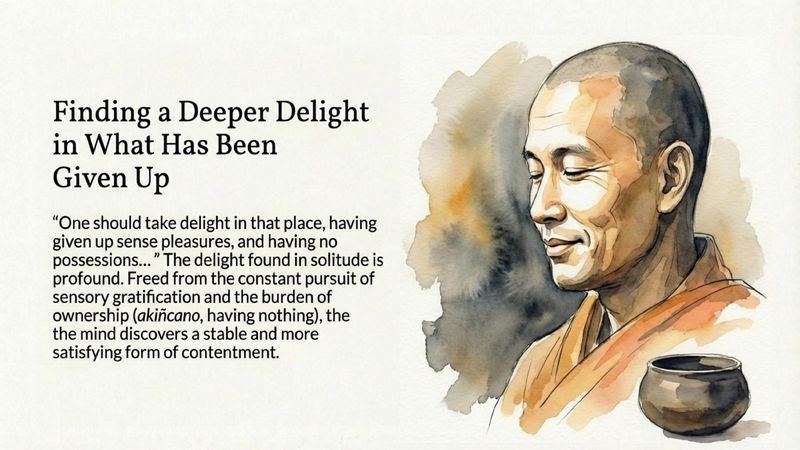 Finding a Deeper Delight
in What Has Been
Given Up
“One should take delight in that place, having
given up sense pleasures, and having no
possessions... ” The delight found in solitude is
profound. Freed from the constant pursuit of
sensory gratification and the burden of
ownership (akiñcano, having nothing), the
the mind discovers a stable and more
satisfying form of contentment.